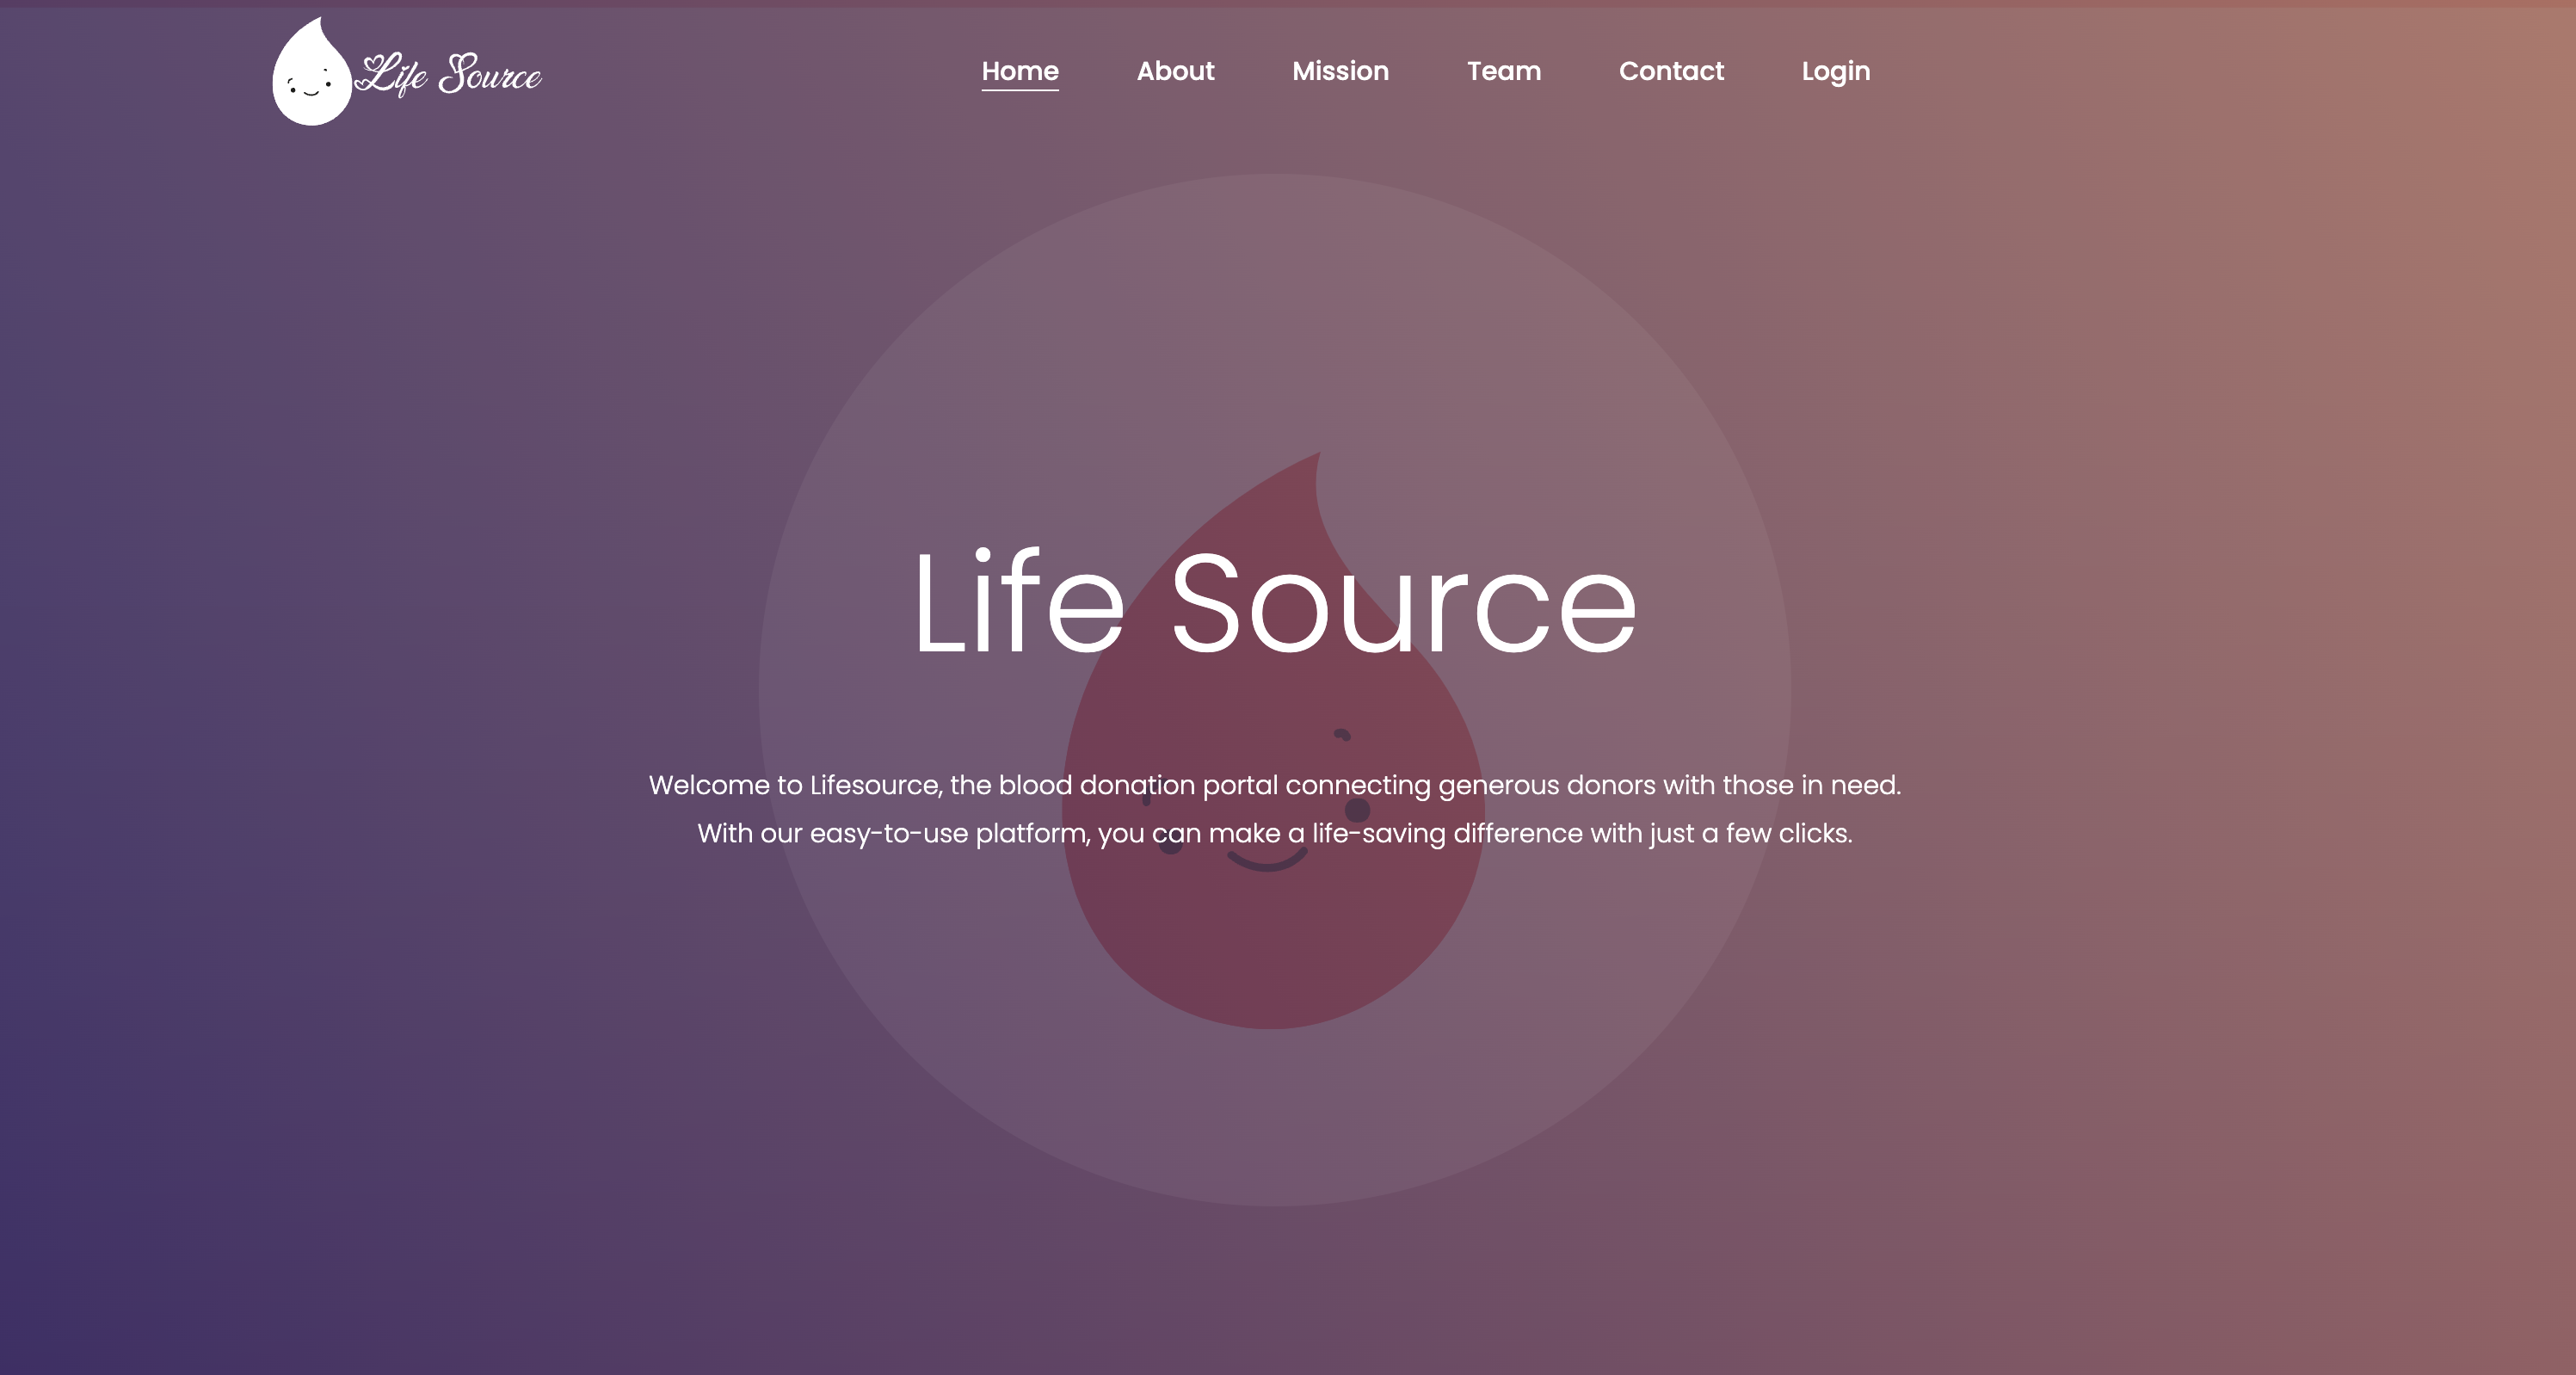 Life Source
Home About Mission Team Contact Login
Life Source
Welcome to Lifesource, the blood donation portal connecting generous donors with those in need.
With our easy-to-use platform, you can make a life-saving difference with just a few clicks.